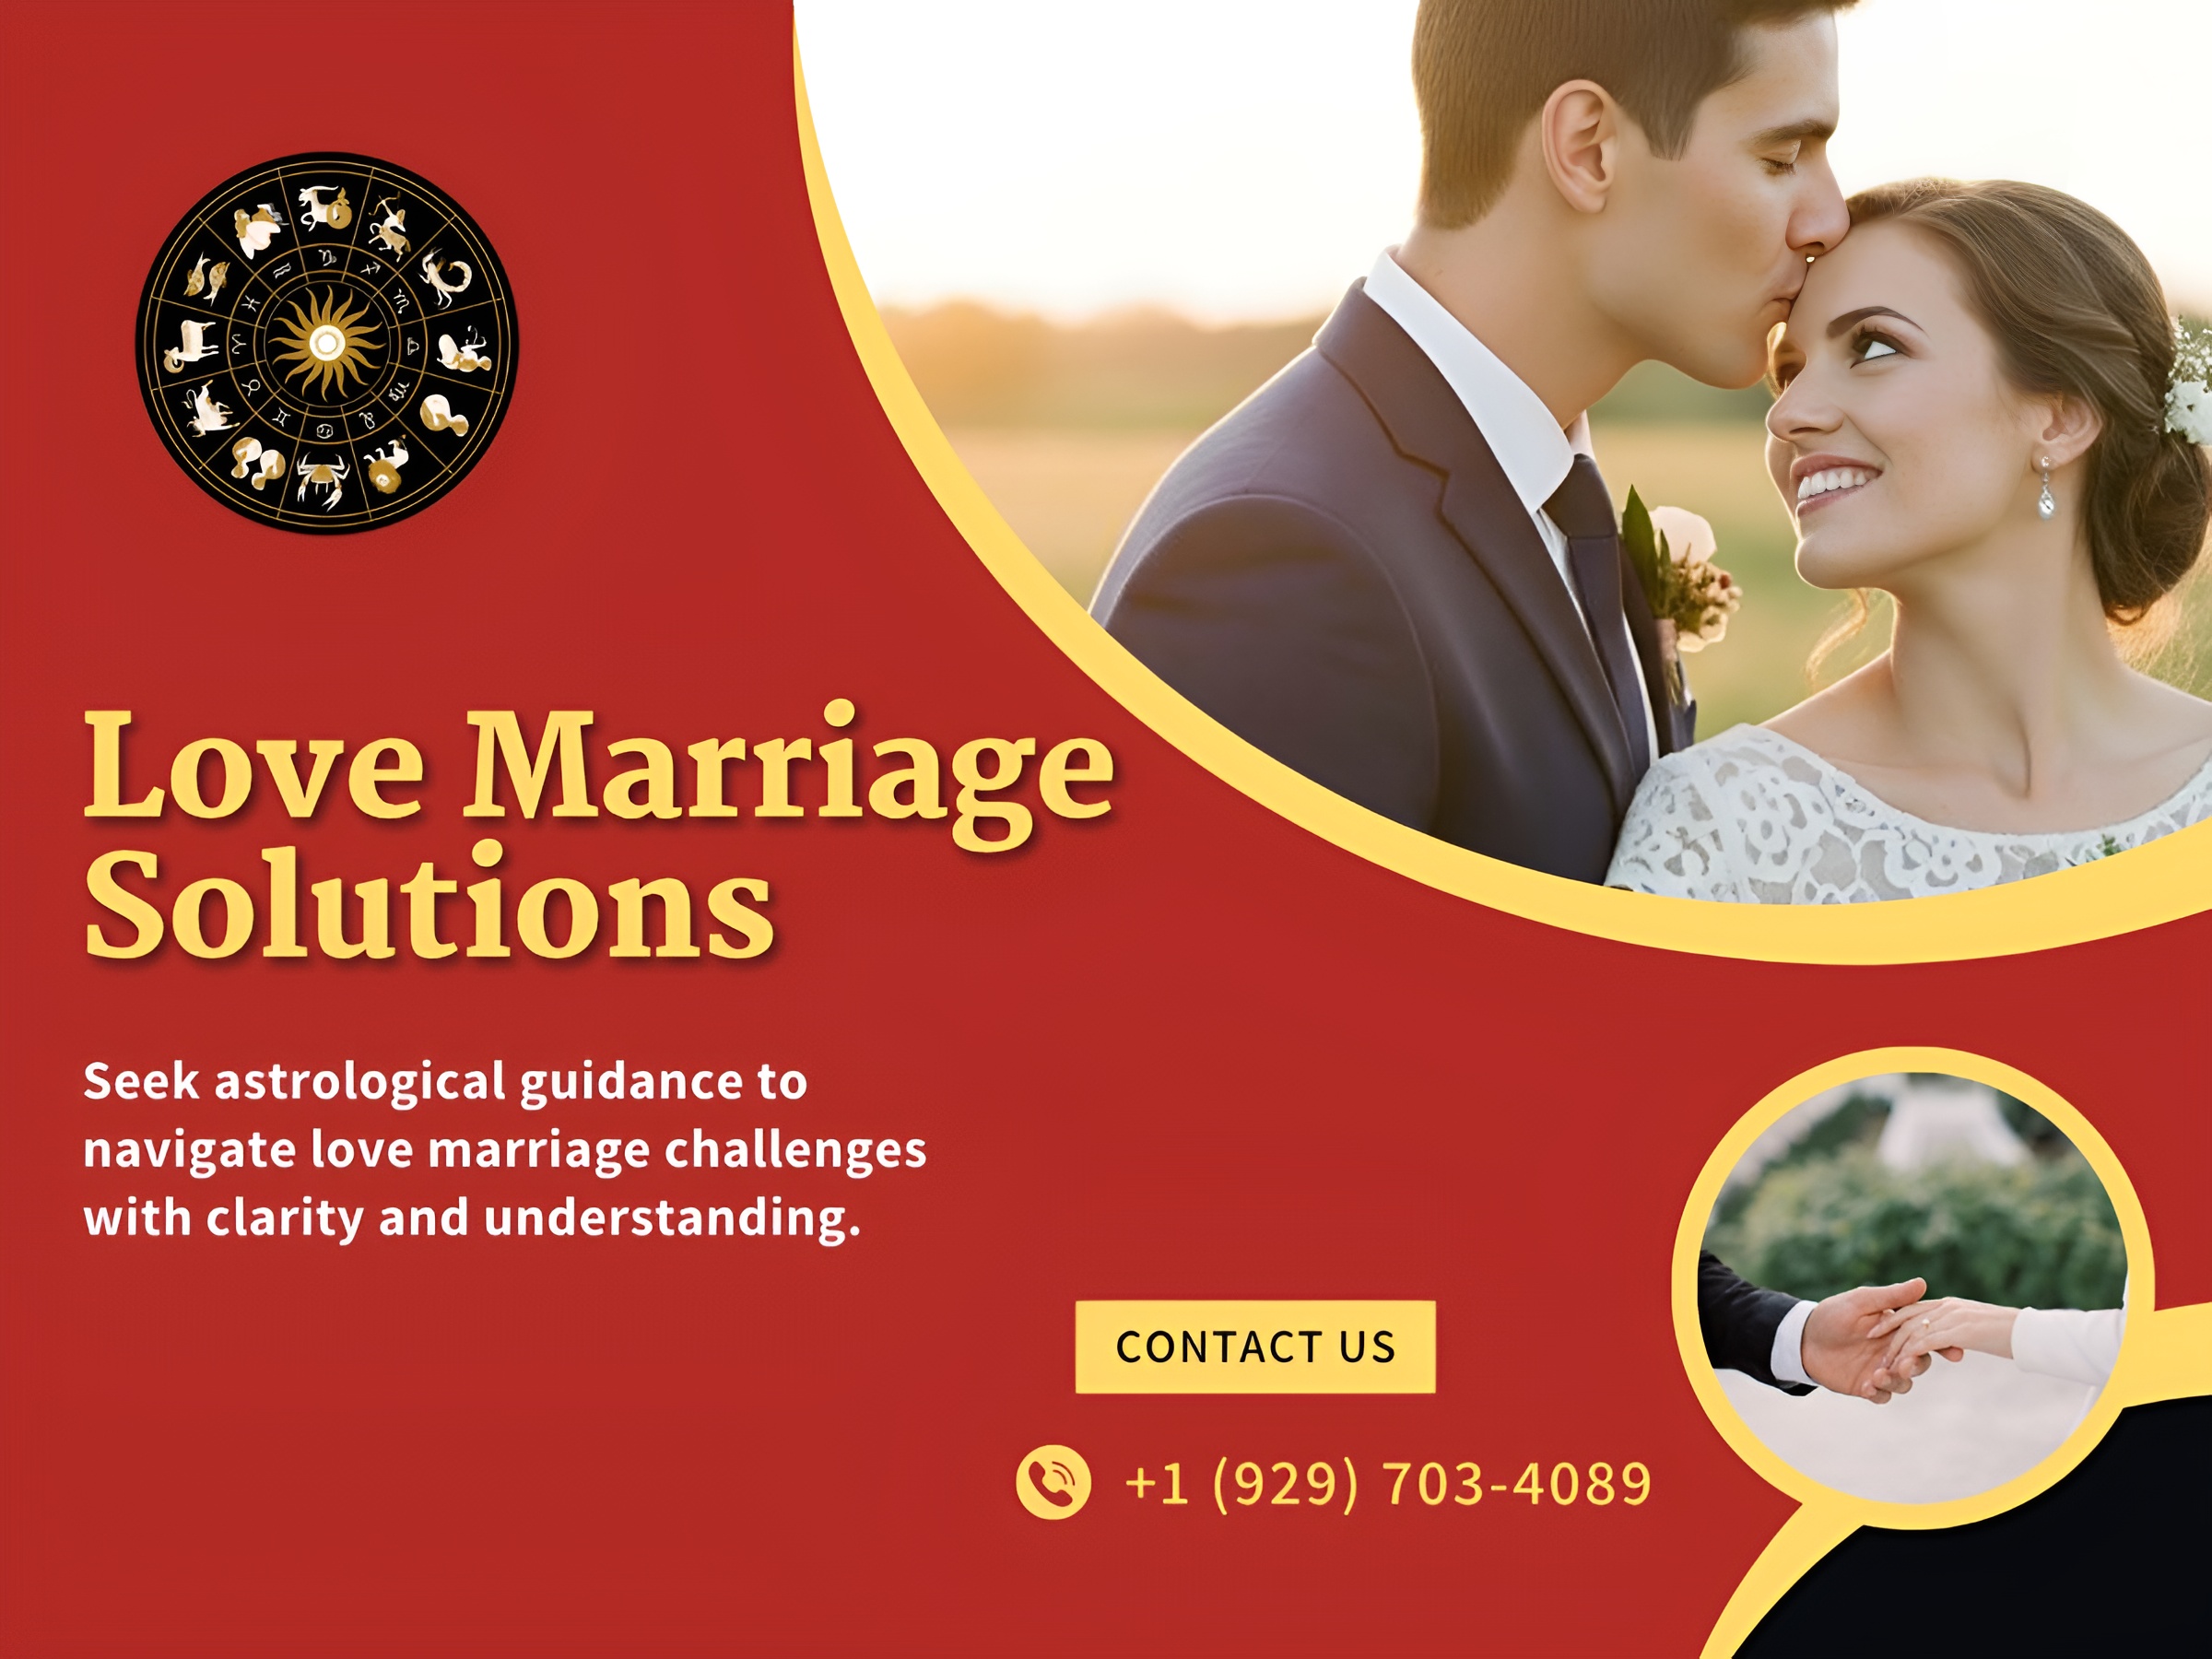 Love Marriage
Solutions
Seek astrological guidance to
navigate love marriage challenges
with clarity and understanding.
CONTACT US
+1 (929) 703-4089